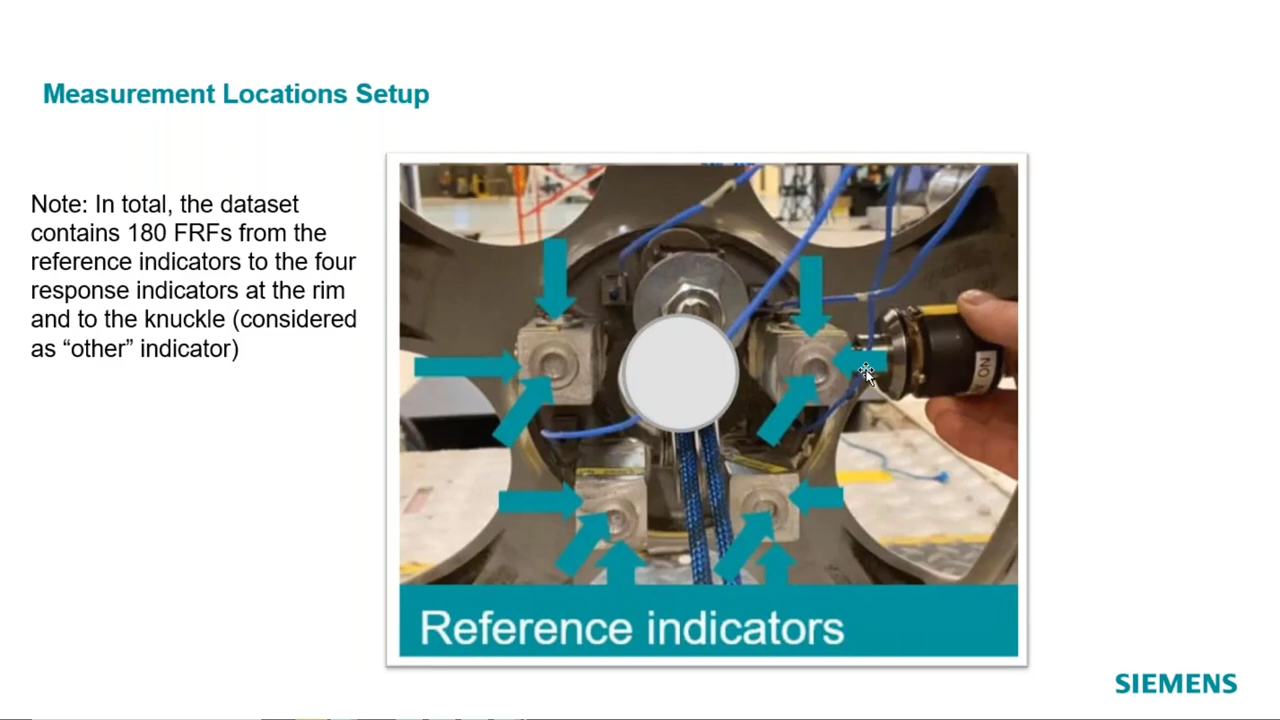 Measurement Locations Setup
Note: In total, the dataset
contains 180 FRFs from the
reference indicators to the four
response indicators at the rim
and to the knuckle (considered
as “other” indicator)
NO
Reference indicators
SIEMENS